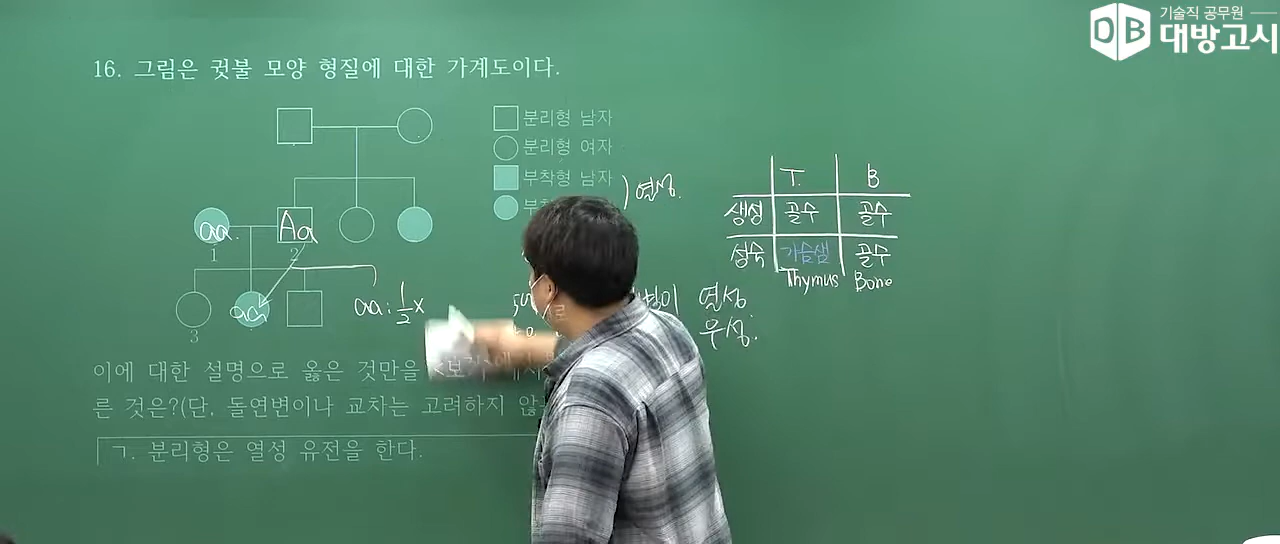 기술직 공무원
DB 대방고시
16. 그림은 귓불 모양 형질에 대한 가계도이다.
분리형 남자
분리형 여자
부착형 남자
부착
) 열성.
aa.
Aa
1
2
aa
3
aa : 1/2 x
열성
우성.
T. B
생성 골수 골수
성숙 가슴샘 골수
Thymus Bone
이에 대한 설명으로 옳은 것만을
른 것은?(단, 돌연변이나 교차는 고려하지 않
ㄱ. 분리형은 열성 유전을 한다.